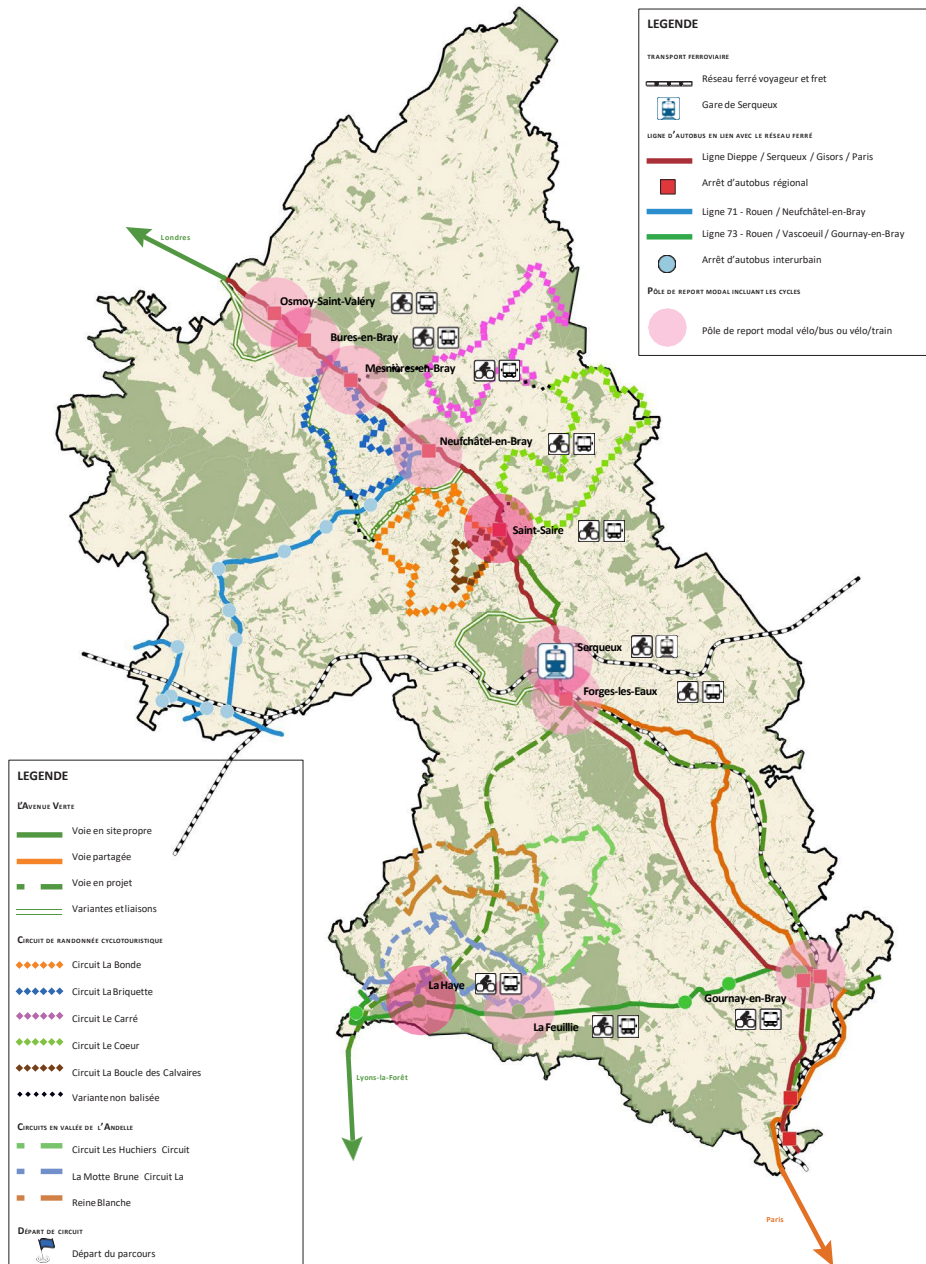 LEGENDE
TRANSPORT FERROVIAIRE
Réseau ferré voyageur et fret
Gare de Serqueux
LIGNE D'AUTOBUS EN LIEN AVEC LE RÉSEAU FERRÉ
Ligne Dieppe / Serqueux / Gisors / Paris
Arrêt d'autobus régional
Ligne 71 - Rouen / Neufchâtel-en-Bray
Ligne 73 - Rouen / Vascoeuil / Gournay-en-Bray
Arrêt d'autobus interurbain
PÔLE DE REPORT MODAL INCLUANT LES CYCLES
Pôle de report modal vélo/bus ou vélo/train
Londres
Osmoy-Saint-Valéry
Bures-en-Bray
Mesnières-en-Bray
Neufchâtel-en-Bray
Saint-Saire
Serqueux
Forges-les-Eaux
La Haye
La Feuillie
Gournay-en-Bray
Lyons-la-Forêt
Paris
LEGENDE
L'AVENUE VERTE
Voie en site propre
Voie partagée
Voie en projet
Variantes et liaisons
CIRCUIT DE RANDONNÉE CYCLOTOURISTIQUE
Circuit La Bonde
Circuit La Briquette
Circuit Le Carré
Circuit Le Coeur
Circuit La Boucle des Calvaires
Variante non balisée
CIRCUITS EN VALLÉE DE L'ANDELLE
Circuit Les Huchiers Circuit
La Motte Brune Circuit La
Reine Blanche
DÉPART DE CIRCUIT
Départ du parcours